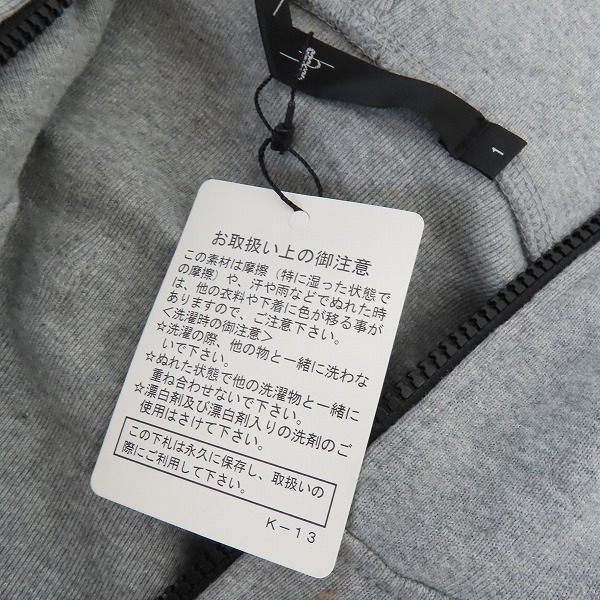 1
お取扱い上の御注意
この素材は摩擦（特に湿った状態で
の摩擦）や、汗や雨などでぬれた時
は、他の衣料や下着に色が移る事が
ありますので、ご注意下さい。
＜洗濯時の御注意＞
☆洗濯の際、他の物と一緒に洗わな
いで下さい。
☆ぬれた状態で他の洗濯物と一緒に
重ね合わせないで下さい。
☆漂白剤及び漂白剤入りの洗剤のご
使用はさけて下さい。
この下札は永久に保存し、取扱いの
際にご利用して下さい。
K－13